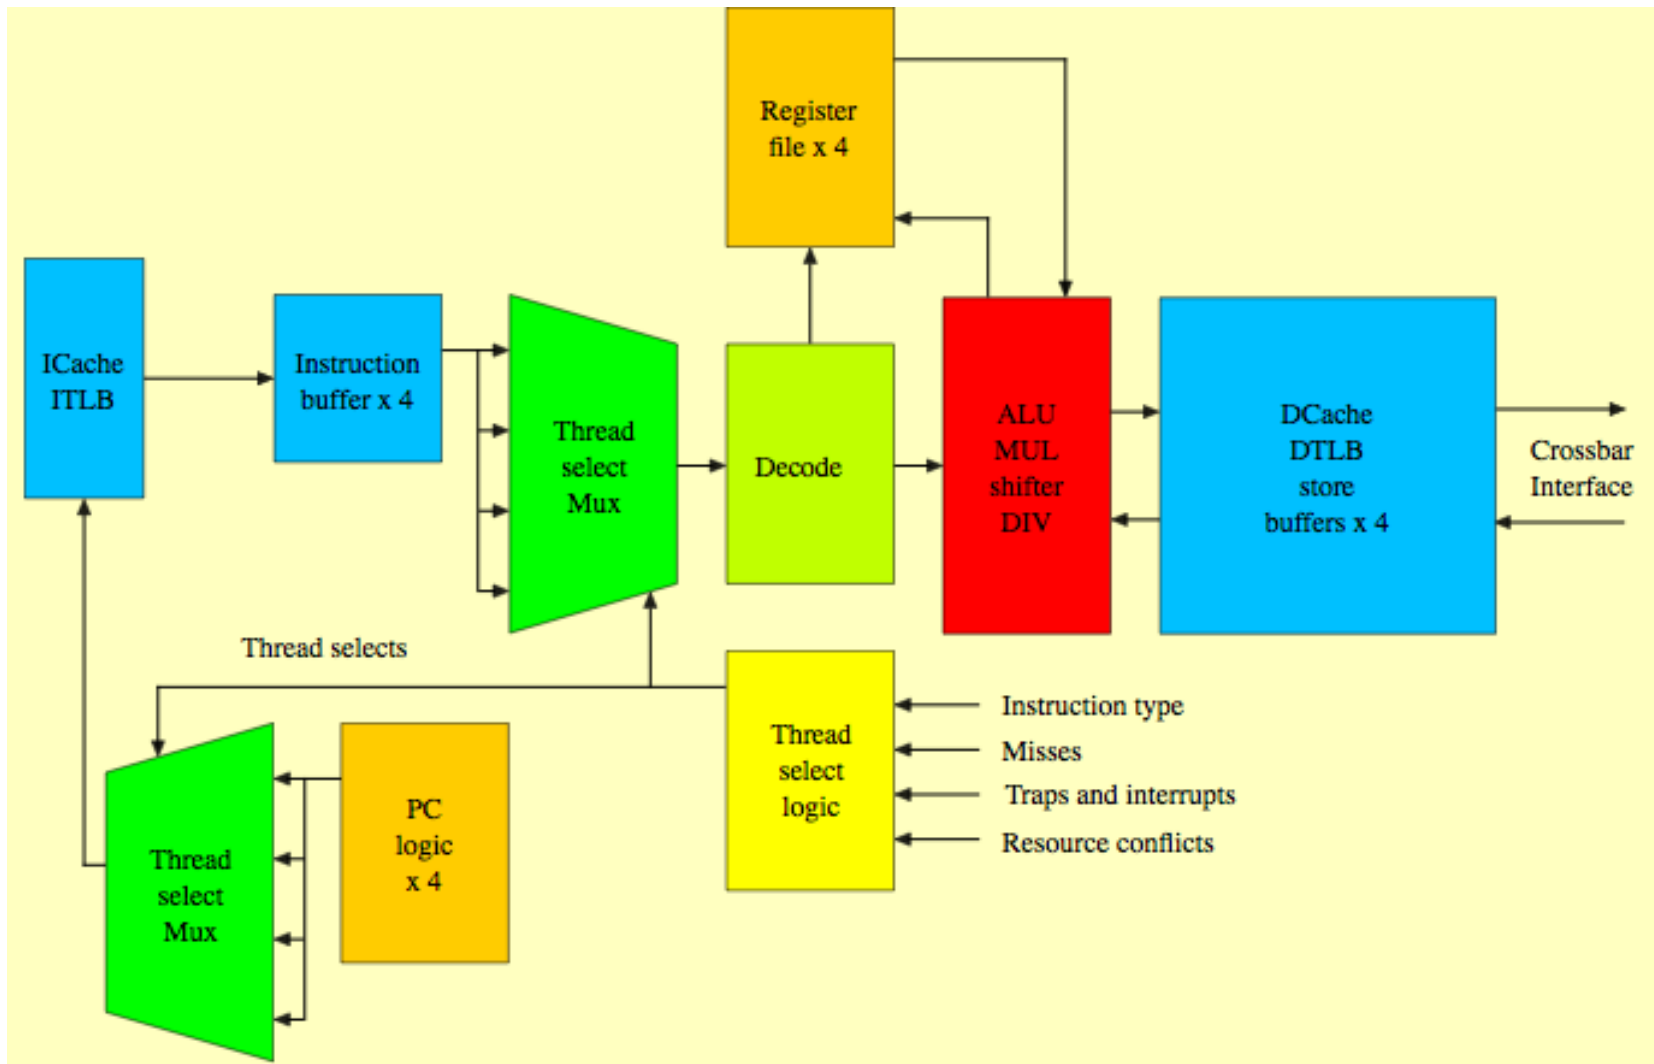 Register
file x 4
ICache
ITLB
Instruction
buffer x 4
Thread
select
Mux
Decode
ALU
MUL
shifter
DIV
DCache
DTLB
store
buffers x 4
Crossbar
Interface
Thread selects
Thread
select
logic
Instruction type
Misses
Traps and interrupts
Resource conflicts
PC
logic
x 4
Thread
select
Mux